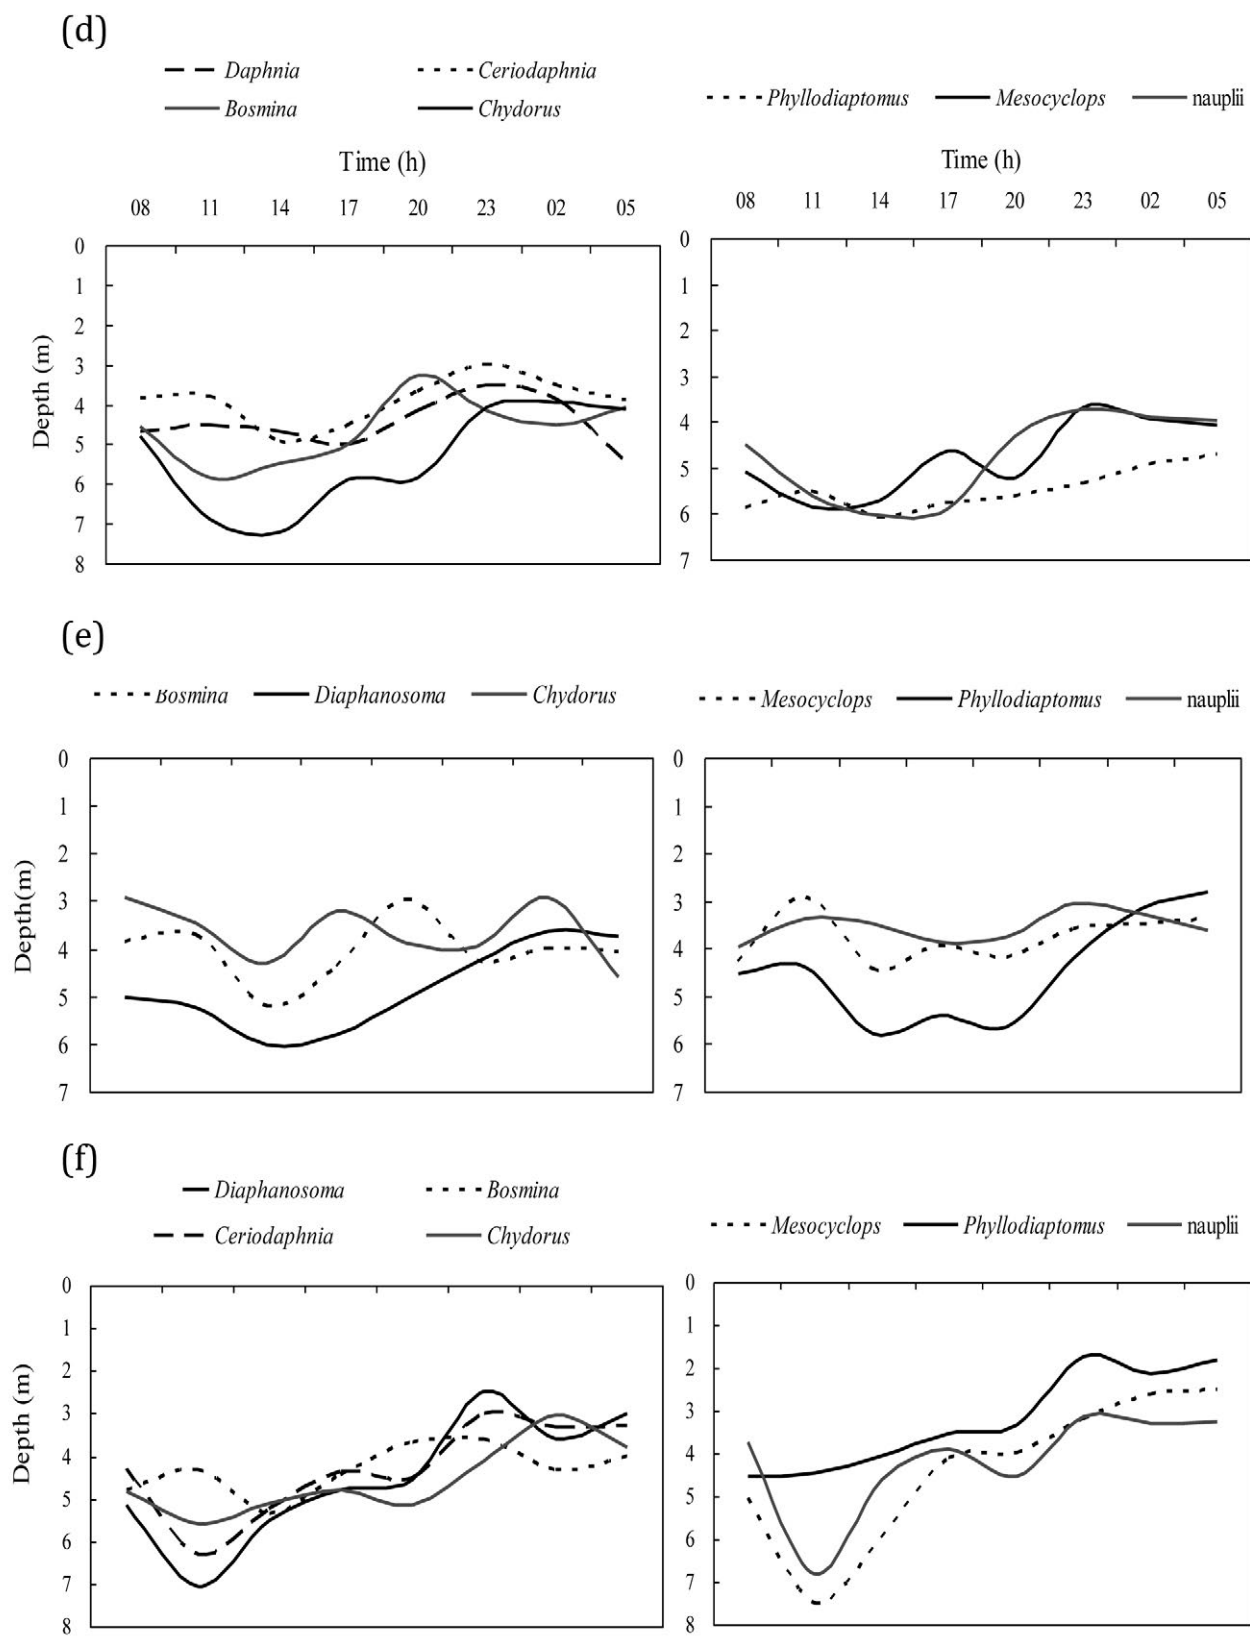 (d)
Daphnia Ceriodaphnia
Bosmina Chydorus
Phyllodiaptomus Mesocyclops nauplii
Time (h)
08 11 14 17 20 23 02 05
Depth (m)
0
1
2
3
4
5
6
7
8
Time (h)
08 11 14 17 20 23 02 05
0
1
2
3
4
5
6
7
(e)
Bosmina Diaphanosoma Chydorus
Mesocyclops Phyllodiaptomus nauplii
Depth(m)
0
1
2
3
4
5
6
7
0
1
2
3
4
5
6
7
(f)
Diaphanosoma Bosmina
Ceriodaphnia Chydorus
Mesocyclops Phyllodiaptomus nauplii
Depth (m)
0
1
2
3
4
5
6
7
8
0
1
2
3
4
5
6
7
8